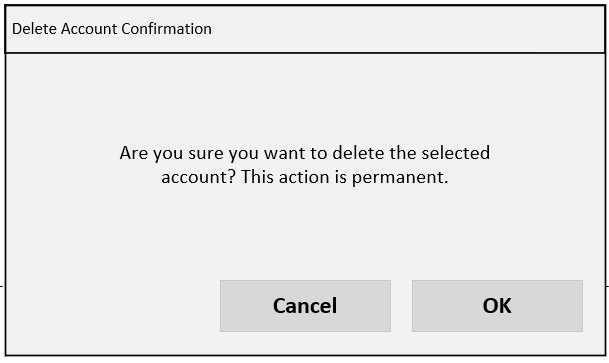 Delete Account Confirmation
Are you sure you want to delete the selected
account? This action is permanent.
Cancel
OK